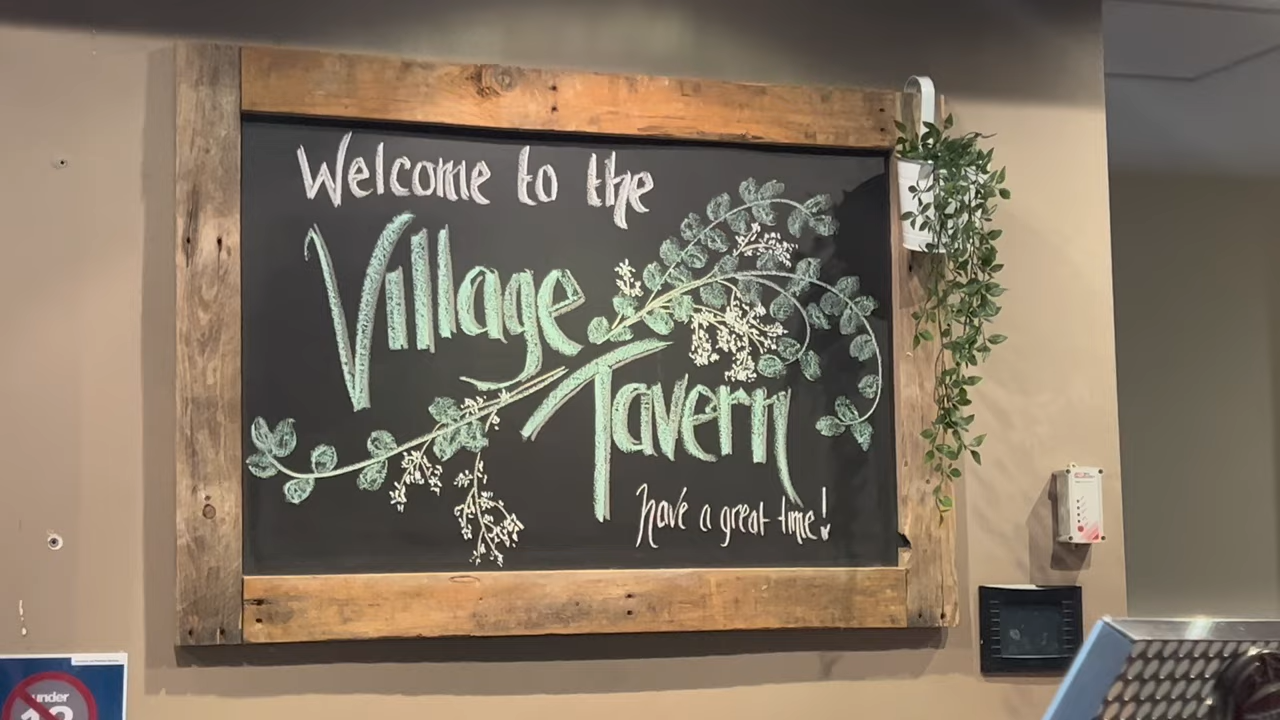 Welcome to the
Village
Tavern
have a great time!
under